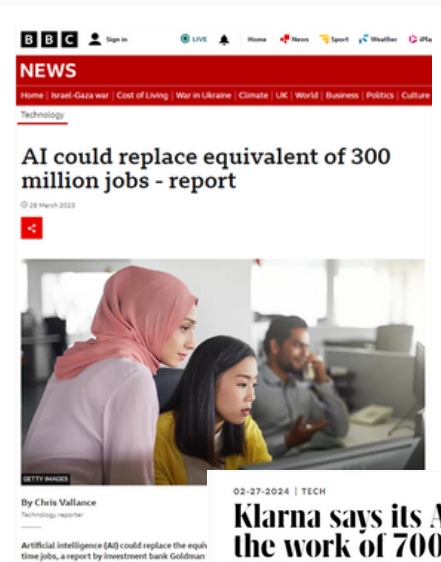 BBC Sign in LIVE Home News Sport Weather iPla
NEWS
Home | Israel-Gaza war | Cost of Living | War in Ukraine | Climate | UK | World | Business | Politics | Culture
Technology
AI could replace equivalent of 300
million jobs - report
28 March 2023
GETTY IMAGES
By Chris Vallance
Technology reporter
Artificial intelligence (AI) could replace the equiv
time jobs, a report by investment bank Goldman
02-27-2024 | TECH
Klarna says its A
the work of 700